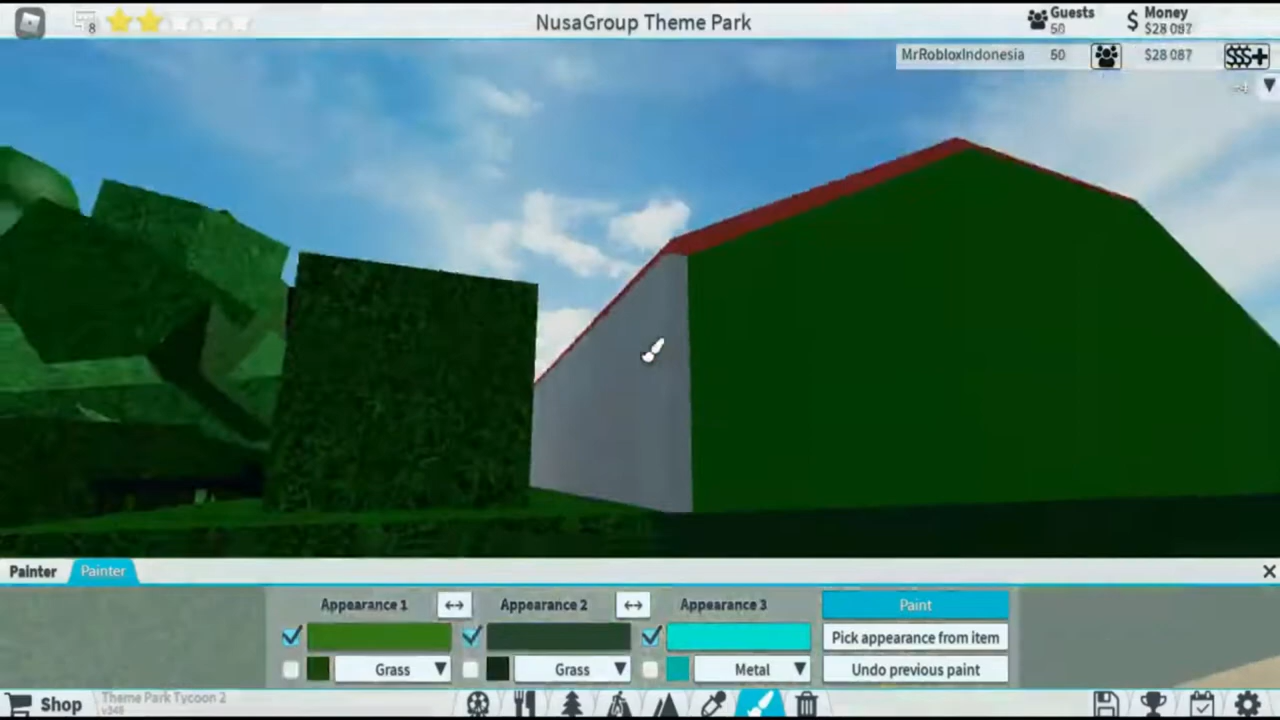 8
NusaGroup Theme Park
Guests
50
Money
$28 087
MrRobloxIndonesia 50 $28 087 $$$+
Painter Painter ×
Appearance 1 ↔ Appearance 2 ↔ Appearance 3
Paint
Pick appearance from item
Grass ▼ Grass ▼ Metal ▼
Undo previous paint
Shop
Theme Park Tycoon 2